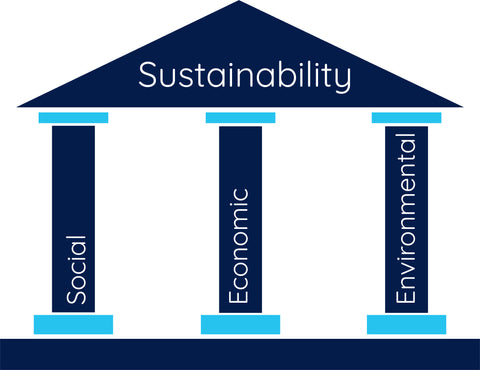 Sustainability
Social
Economic
Environmental